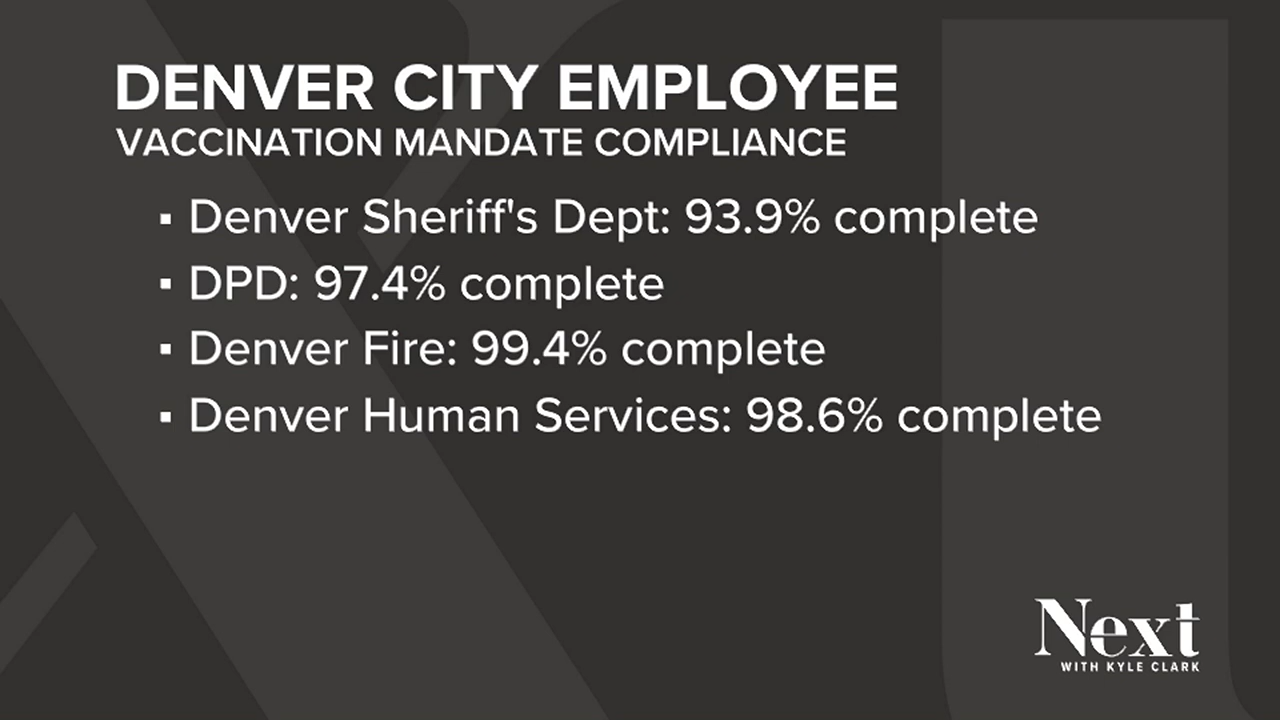 DENVER CITY EMPLOYEE
VACCINATION MANDATE COMPLIANCE
▪ Denver Sheriff's Dept: 93.9% complete
▪ DPD: 97.4% complete
▪ Denver Fire: 99.4% complete
▪ Denver Human Services: 98.6% complete
Next
WITH KYLE CLARK